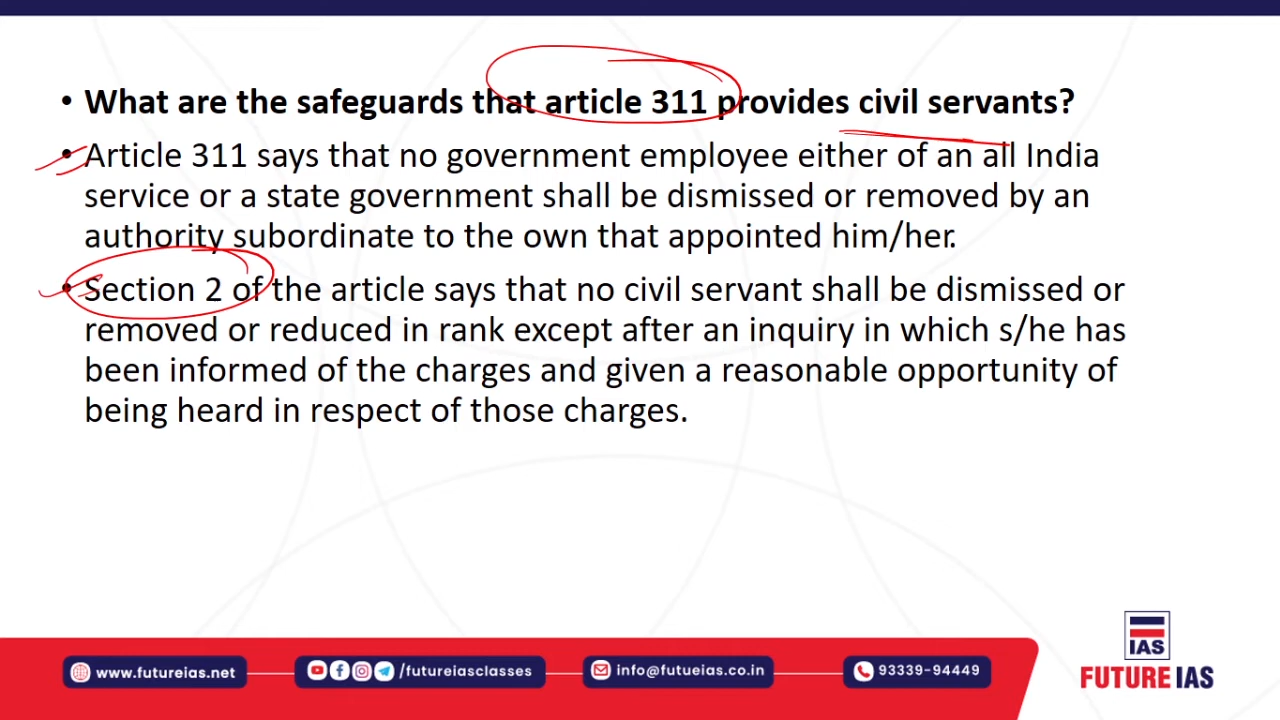 • What are the safeguards that article 311 provides civil servants?
• Article 311 says that no government employee either of an all India
service or a state government shall be dismissed or removed by an
authority subordinate to the own that appointed him/her.
• Section 2 of the article says that no civil servant shall be dismissed or
removed or reduced in rank except after an inquiry in which s/he has
been informed of the charges and given a reasonable opportunity of
being heard in respect of those charges.
IAS
FUTURE IAS
www.futureias.net
/futureiasclasses
info@futueias.co.in
93339-94449